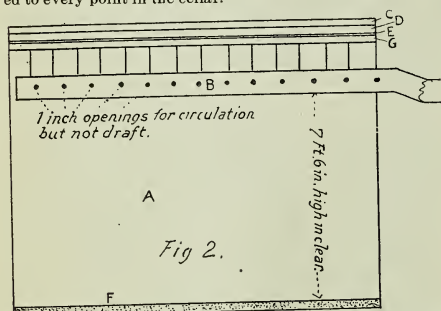 ed to every point in the cellar.
C
D
E
G
B
1 inch openings for circulation
but not draft.
7 Ft. 6 in. high in clear.
A
Fig 2.
F